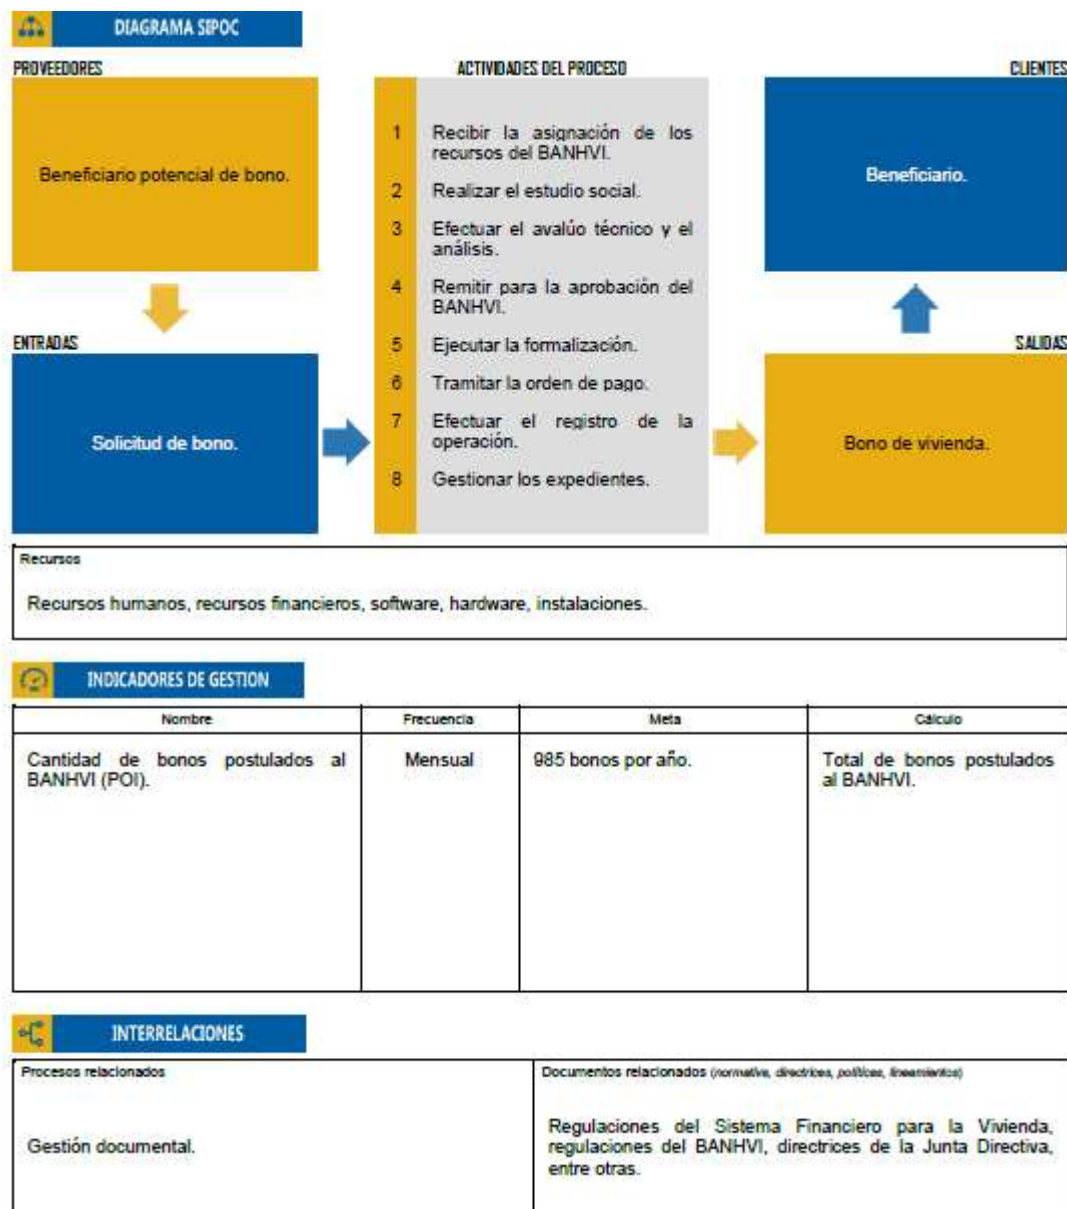 DIAGRAMA SIPOC
PROVEEDORES
Beneficiario potencial de bono.
ENTRADAS
Solicitud de bono.
ACTIVIDADES DEL PROCESO
1 Recibir la asignación de los
recursos del BANHVI.
2 Realizar el estudio social.
3 Efectuar el avalúo técnico y el
análisis.
4 Remitir para la aprobación del
BANHVI.
5 Ejecutar la formalización.
6 Tramitar la orden de pago.
7 Efectuar el registro de la
operación.
8 Gestionar los expedientes.
CLIENTES
Beneficiario.
SALIDAS
Bono de vivienda.
Recursos
Recursos humanos, recursos financieros, software, hardware, instalaciones.
INDICADORES DE GESTION
Nombre
Frecuencia
Meta
Cálculo
Cantidad de bonos postulados al
BANHVI (POI).
Mensual
985 bonos por año.
Total de bonos postulados
al BANHVI.
INTERRELACIONES
Procesos relacionados
Gestión documental.
Documentos relacionados (normativa, directrices, políticas, lineamientos)
Regulaciones del Sistema Financiero para la Vivienda,
regulaciones del BANHVI, directrices de la Junta Directiva,
entre otras.